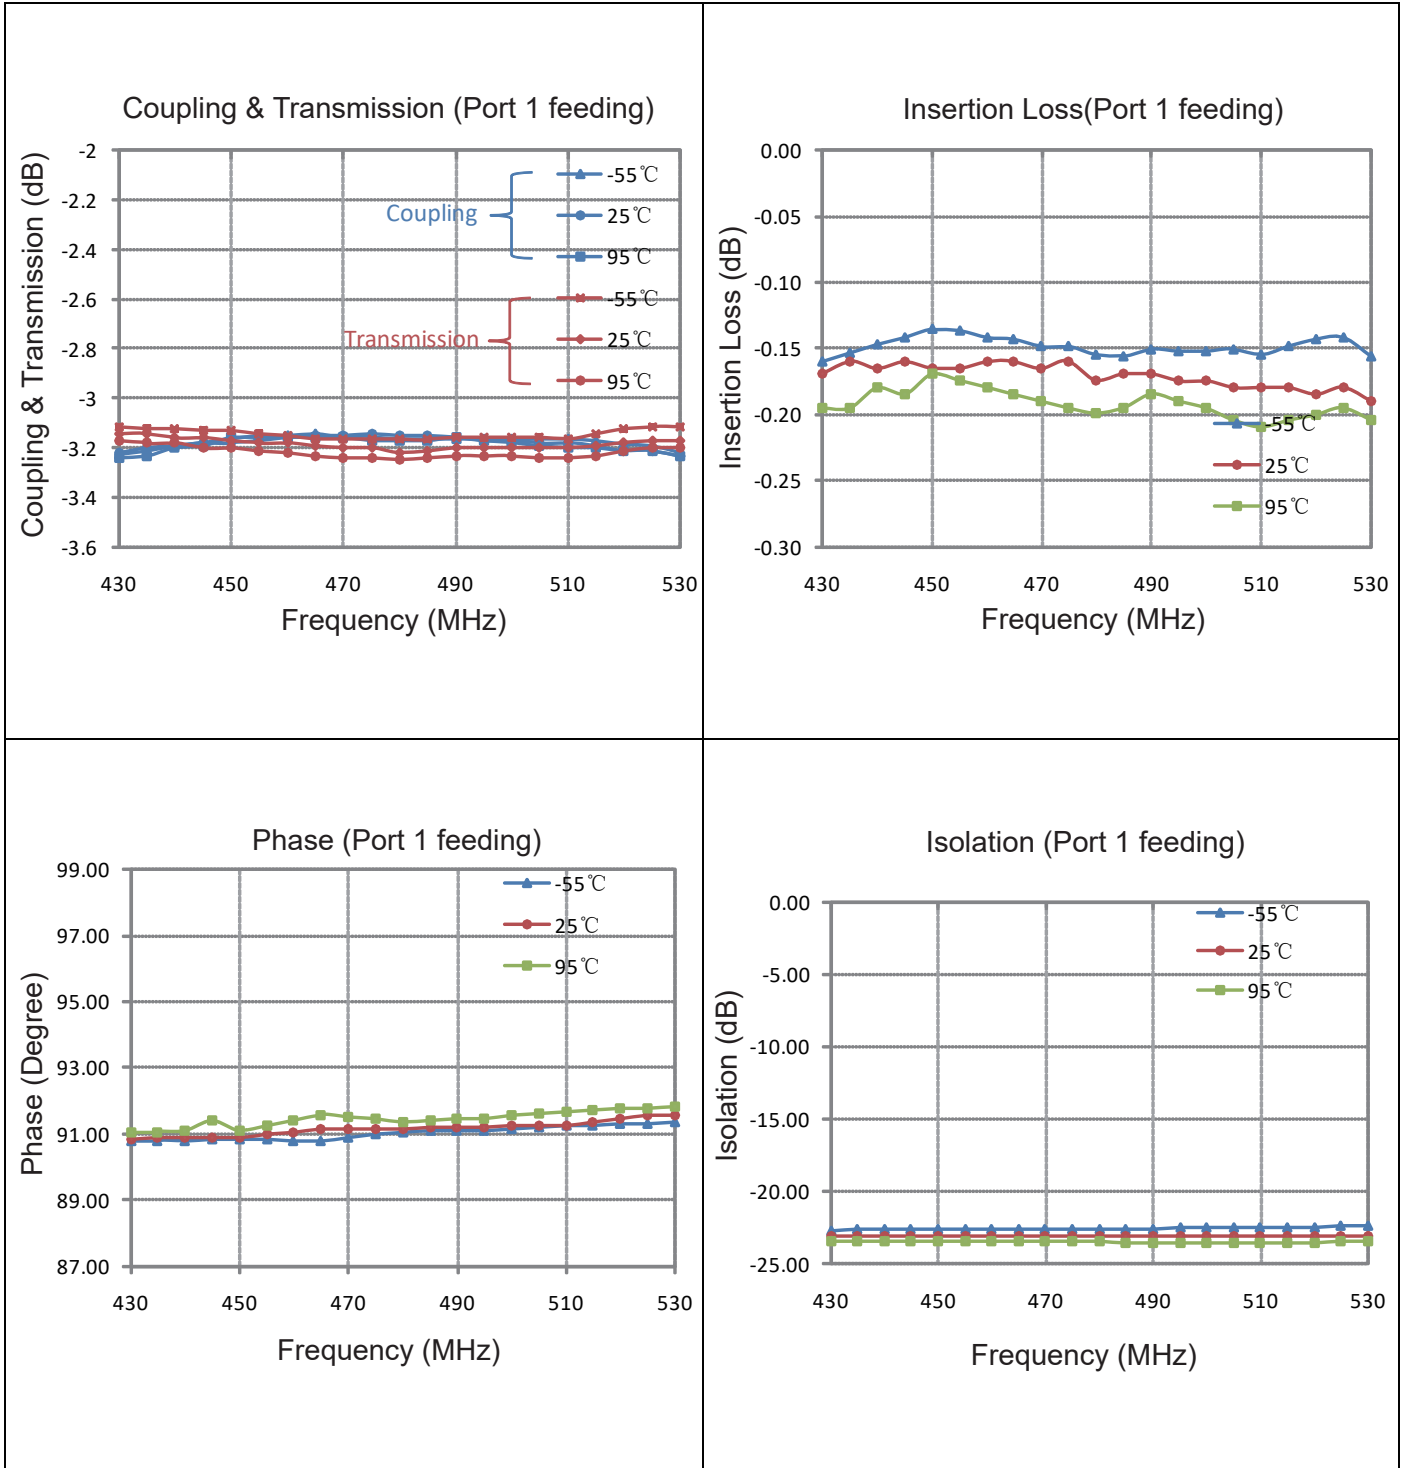 Coupling & Transmission (Port 1 feeding)
Coupling & Transmission (dB)
-2
-2.2
-2.4
-2.6
-2.8
-3
-3.2
-3.4
-3.6
Coupling
-55℃
25℃
95℃
Transmission
-55℃
25℃
95℃
430 450 470 490 510 530
Frequency (MHz)
Insertion Loss(Port 1 feeding)
Insertion Loss (dB)
0.00
-0.05
-0.10
-0.15
-0.20
-0.25
-0.30
-55℃
25℃
95℃
430 450 470 490 510 530
Frequency (MHz)
Phase (Port 1 feeding)
Phase (Degree)
99.00
97.00
95.00
93.00
91.00
89.00
87.00
-55℃
25℃
95℃
430 450 470 490 510 530
Frequency (MHz)
Isolation (Port 1 feeding)
Isolation (dB)
0.00
-5.00
-10.00
-15.00
-20.00
-25.00
-55℃
25℃
95℃
430 450 470 490 510 530
Frequency (MHz)